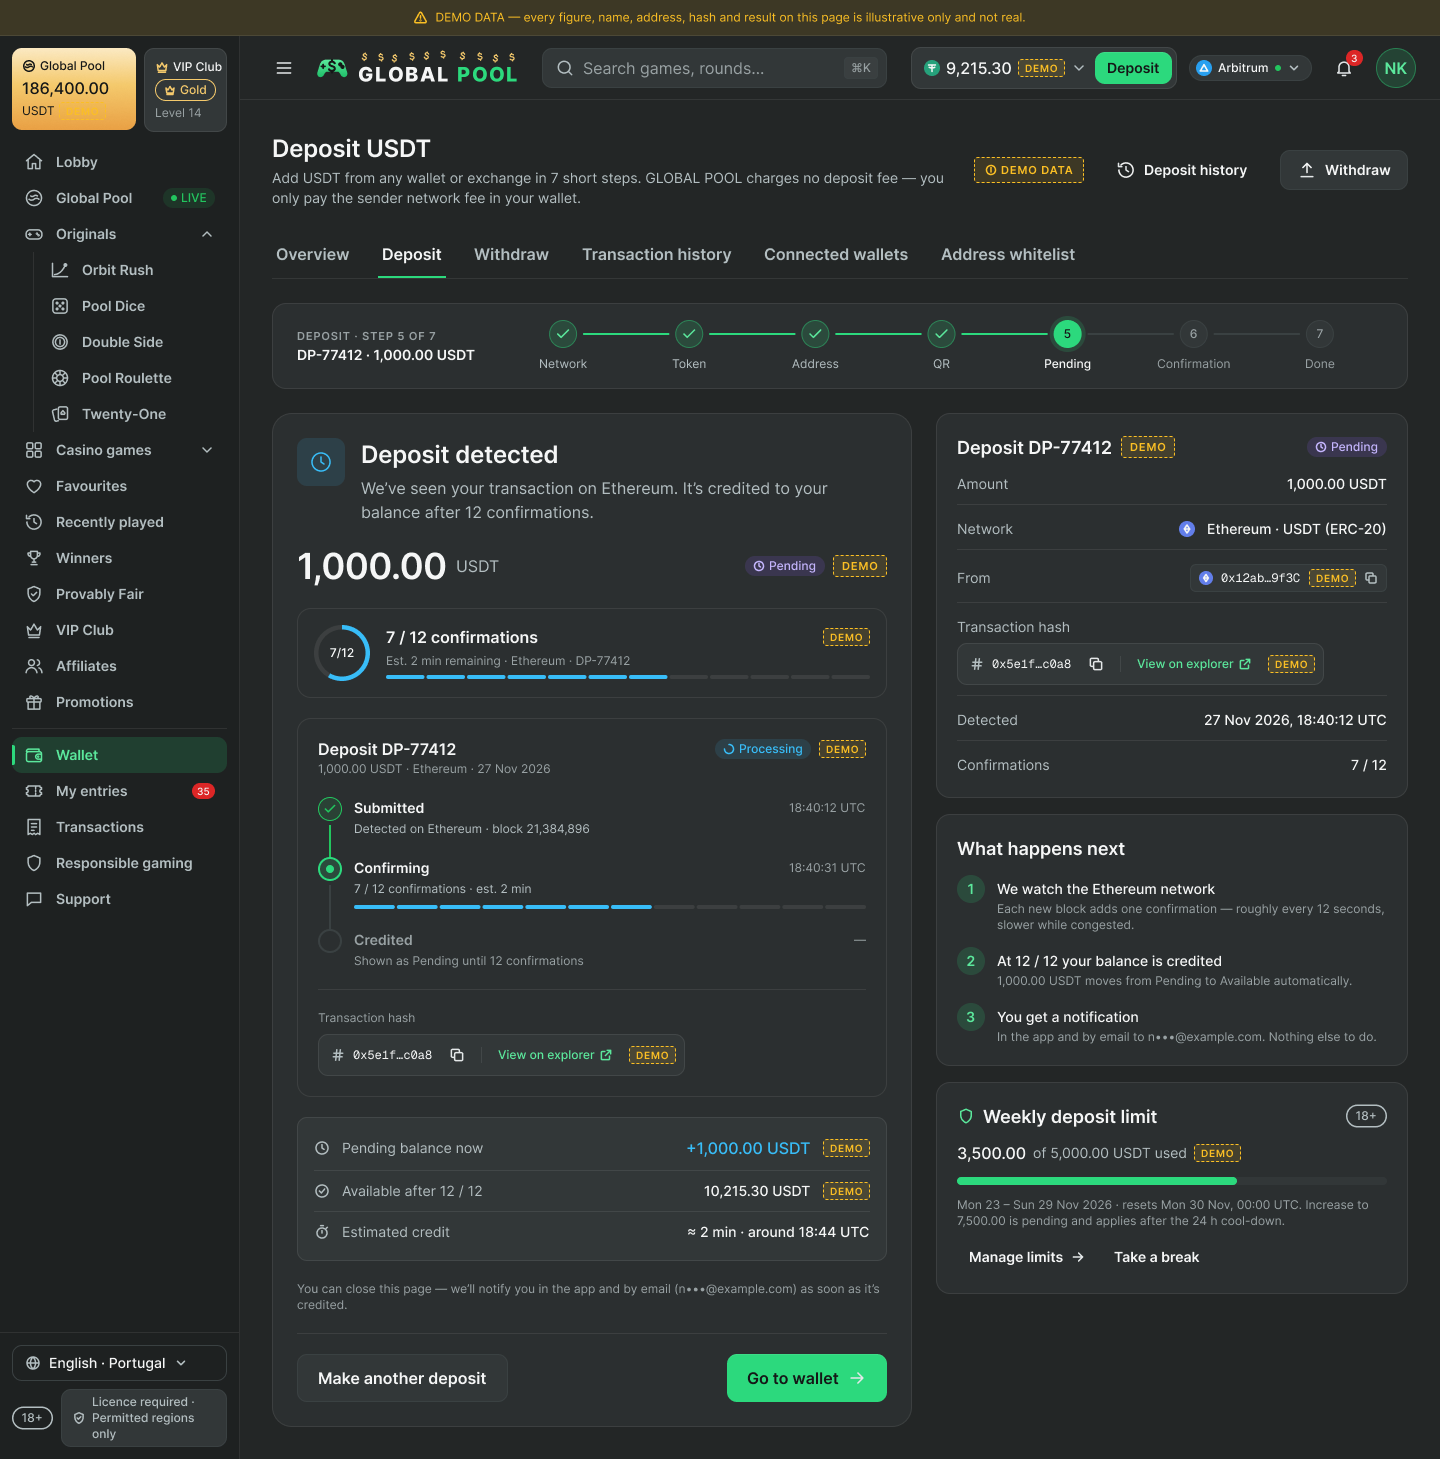 DEMO DATA — every figure, name, address, hash and result on this page is illustrative only and not real.
Global Pool
186,400.00
USDT DEMO
VIP Club
Gold
Level 14
Lobby
Global Pool LIVE
Originals
Orbit Rush
Pool Dice
Double Side
Pool Roulette
Twenty-One
Casino games
Favourites
Recently played
Winners
Provably Fair
VIP Club
Affiliates
Promotions
Wallet
My entries 35
Transactions
Responsible gaming
Support
English · Portugal
18+
Licence required ·
Permitted regions
only
$ $ $ $ $ $ $ $ $
GLOBAL POOL
Search games, rounds... ⌘K
9,215.30 DEMO Deposit
Arbitrum
3
NK
Deposit USDT
Add USDT from any wallet or exchange in 7 short steps. GLOBAL POOL charges no deposit fee — you
only pay the sender network fee in your wallet.
DEMO DATA
Deposit history
Withdraw
Overview Deposit Withdraw Transaction history Connected wallets Address whitelist
DEPOSIT · STEP 5 OF 7
DP-77412 · 1,000.00 USDT
5 6 7
Network Token Address QR Pending Confirmation Done
Deposit detected
We’ve seen your transaction on Ethereum. It’s credited to your
balance after 12 confirmations.
1,000.00 USDT Pending DEMO
7/12
7 / 12 confirmations DEMO
Est. 2 min remaining · Ethereum · DP-77412
Deposit DP-77412 Processing DEMO
1,000.00 USDT · Ethereum · 27 Nov 2026
Submitted 18:40:12 UTC
Detected on Ethereum · block 21,384,896
Confirming 18:40:31 UTC
7 / 12 confirmations · est. 2 min
Credited —
Shown as Pending until 12 confirmations
Transaction hash
# 0x5e1f…c0a8 View on explorer DEMO
Pending balance now +1,000.00 USDT DEMO
Available after 12 / 12 10,215.30 USDT DEMO
Estimated credit ≈ 2 min · around 18:44 UTC
You can close this page — we’ll notify you in the app and by email (n•••@example.com) as soon as it’s
credited.
Make another deposit
Go to wallet
Deposit DP-77412 DEMO Pending
Amount 1,000.00 USDT
Network Ethereum · USDT (ERC-20)
From 0x12ab…9f3C DEMO
Transaction hash
# 0x5e1f…c0a8 View on explorer DEMO
Detected 27 Nov 2026, 18:40:12 UTC
Confirmations 7 / 12
What happens next
1 We watch the Ethereum network
Each new block adds one confirmation — roughly every 12 seconds,
slower while congested.
2 At 12 / 12 your balance is credited
1,000.00 USDT moves from Pending to Available automatically.
3 You get a notification
In the app and by email to n•••@example.com. Nothing else to do.
Weekly deposit limit 18+
3,500.00 of 5,000.00 USDT used DEMO
Mon 23 – Sun 29 Nov 2026 · resets Mon 30 Nov, 00:00 UTC. Increase to
7,500.00 is pending and applies after the 24 h cool-down.
Manage limits
Take a break